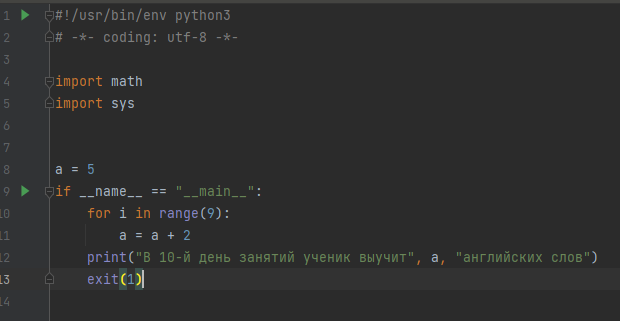 1 #!/usr/bin/env python3
2 # -*- coding: utf-8 -*-
3
4 import math
5 import sys
6
7
8 a = 5
9 if __name__ == "__main__":
10 for i in range(9):
11 a = a + 2
12 print("В 10-й день занятий ученик выучит", a, "английских слов")
13 exit(1)
14